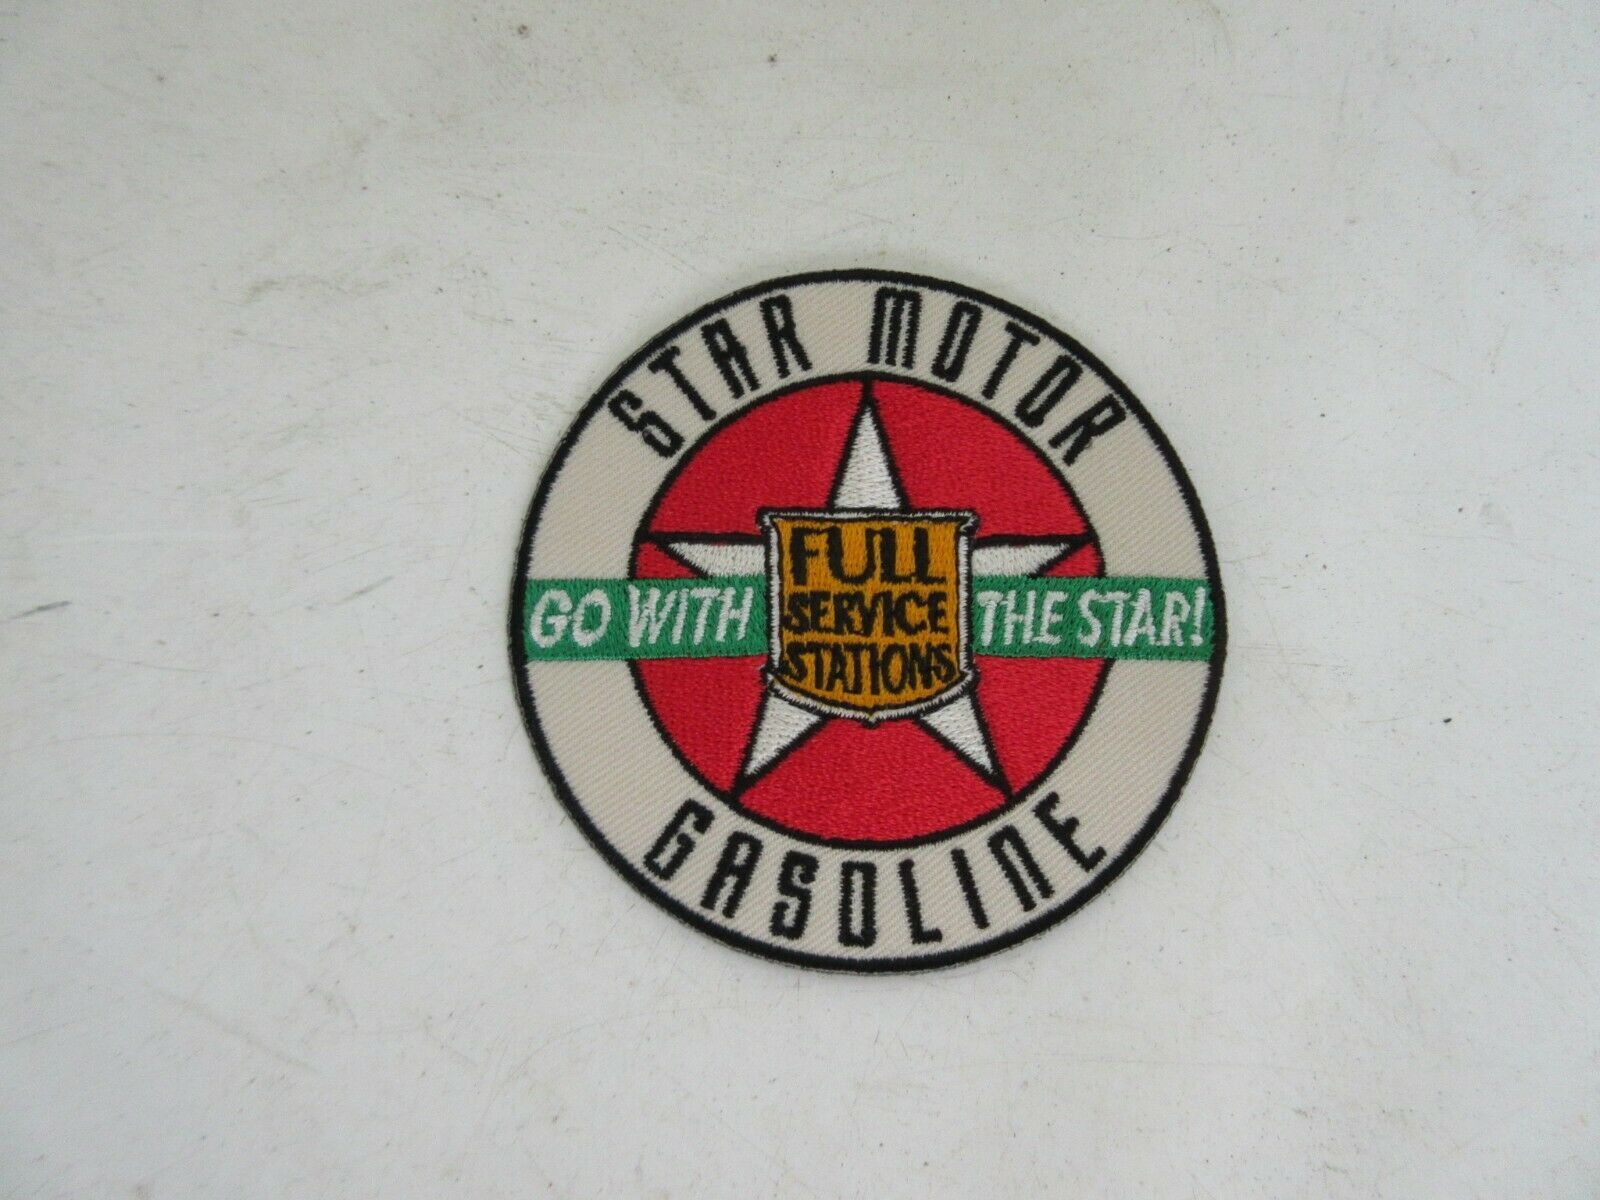 STAR MOTOR
FULL
SERVICE
STATIONS
GO WITH THE STAR!
GASOLINE